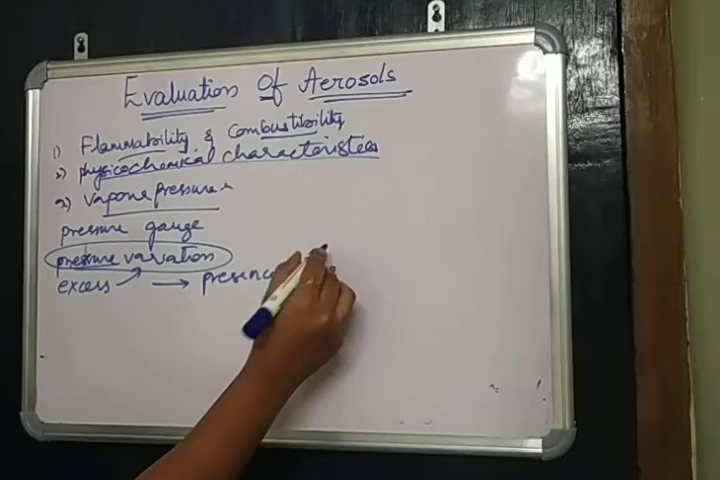 Evaluation Of Aerosols
1) Flammability & Combustibility
2) physicochemical characteristics
a) Vapour pressure
pressure gauge
pressure variation
excess → presence